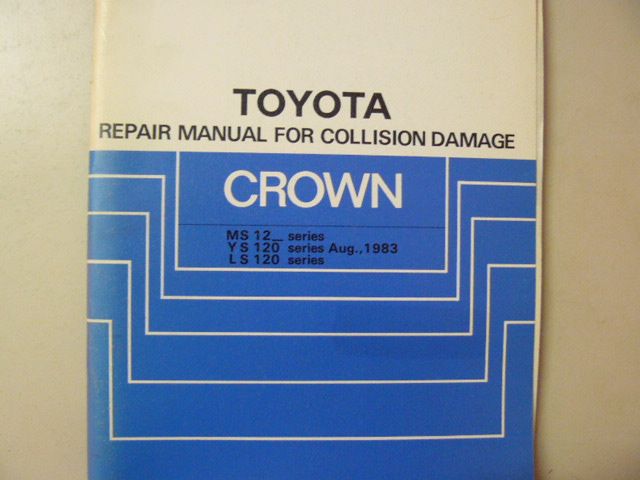 TOYOTA
REPAIR MANUAL FOR COLLISION DAMAGE
CROWN
MS 12_ series
YS 120 series Aug.,1983
LS 120 series